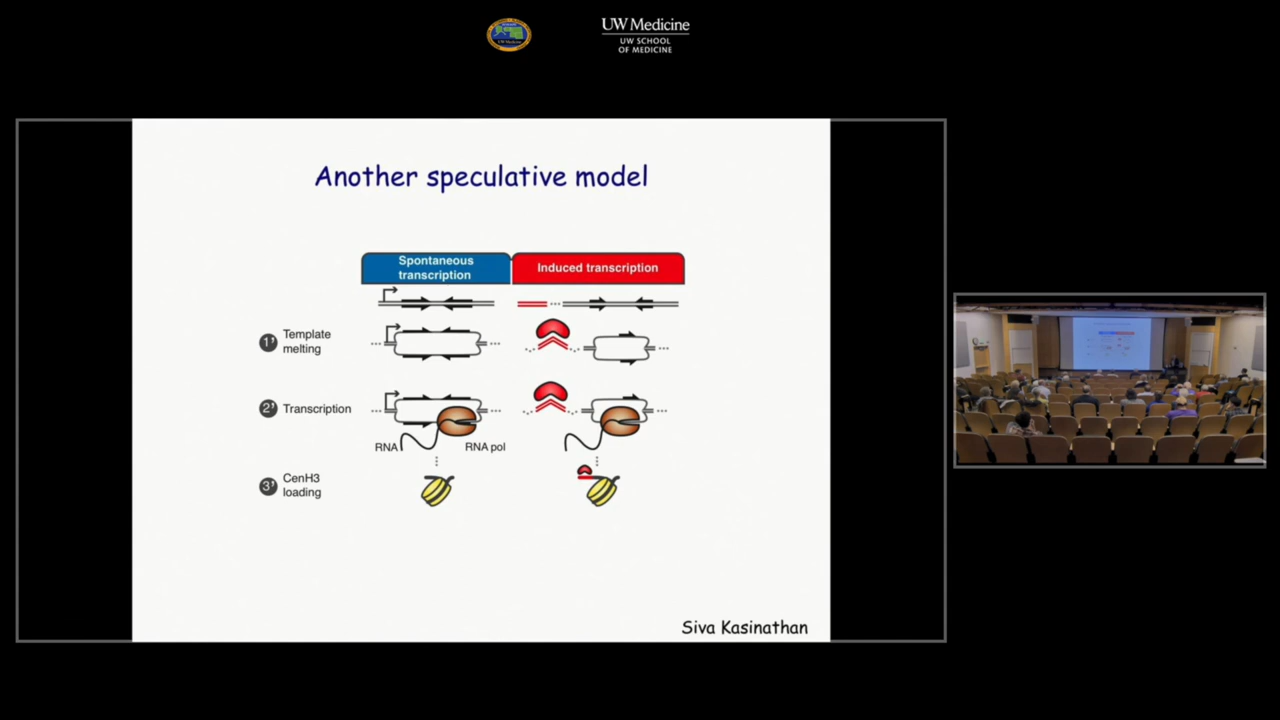 UW Medicine
UW SCHOOL
OF MEDICINE
Another speculative model
Spontaneous
transcription
Induced transcription
1' Template
melting
2' Transcription
RNA
RNA pol
3' CenH3
loading
Siva Kasinathan